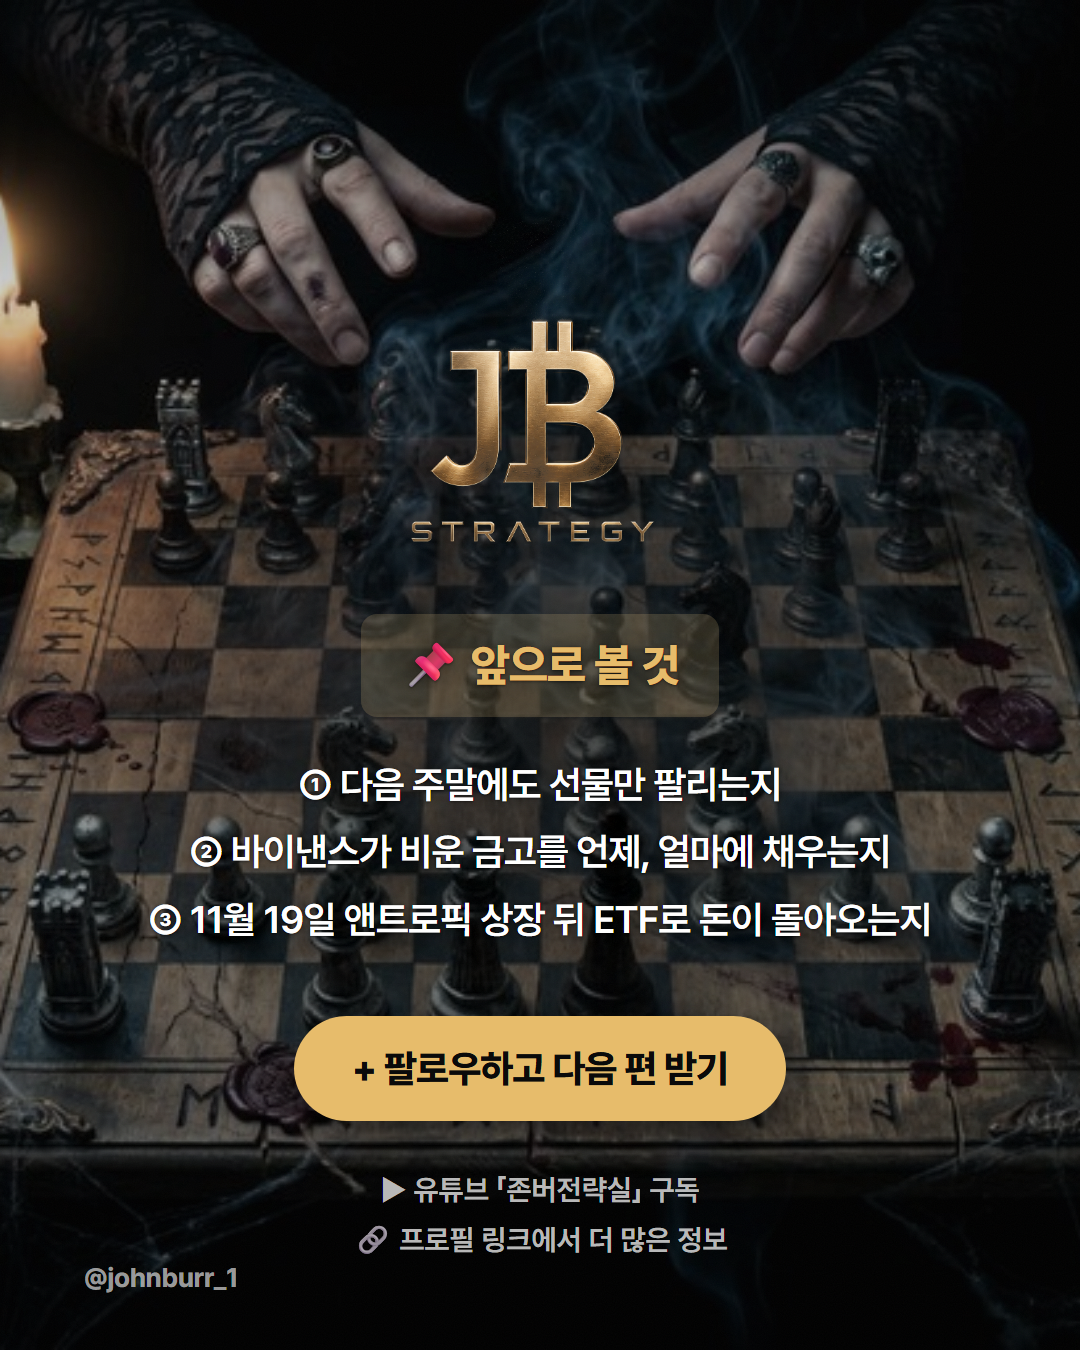 JB
STRATEGY
📌 앞으로 볼 것
① 다음 주말에도 선물만 팔리는지
② 바이낸스가 비운 금고를 언제, 얼마에 채우는지
③ 11월 19일 앤트로픽 상장 뒤 ETF로 돈이 돌아오는지
+ 팔로우하고 다음 편 받기
▶ 유튜브 「존버전략실」 구독
🔗 프로필 링크에서 더 많은 정보
@johnburr_1